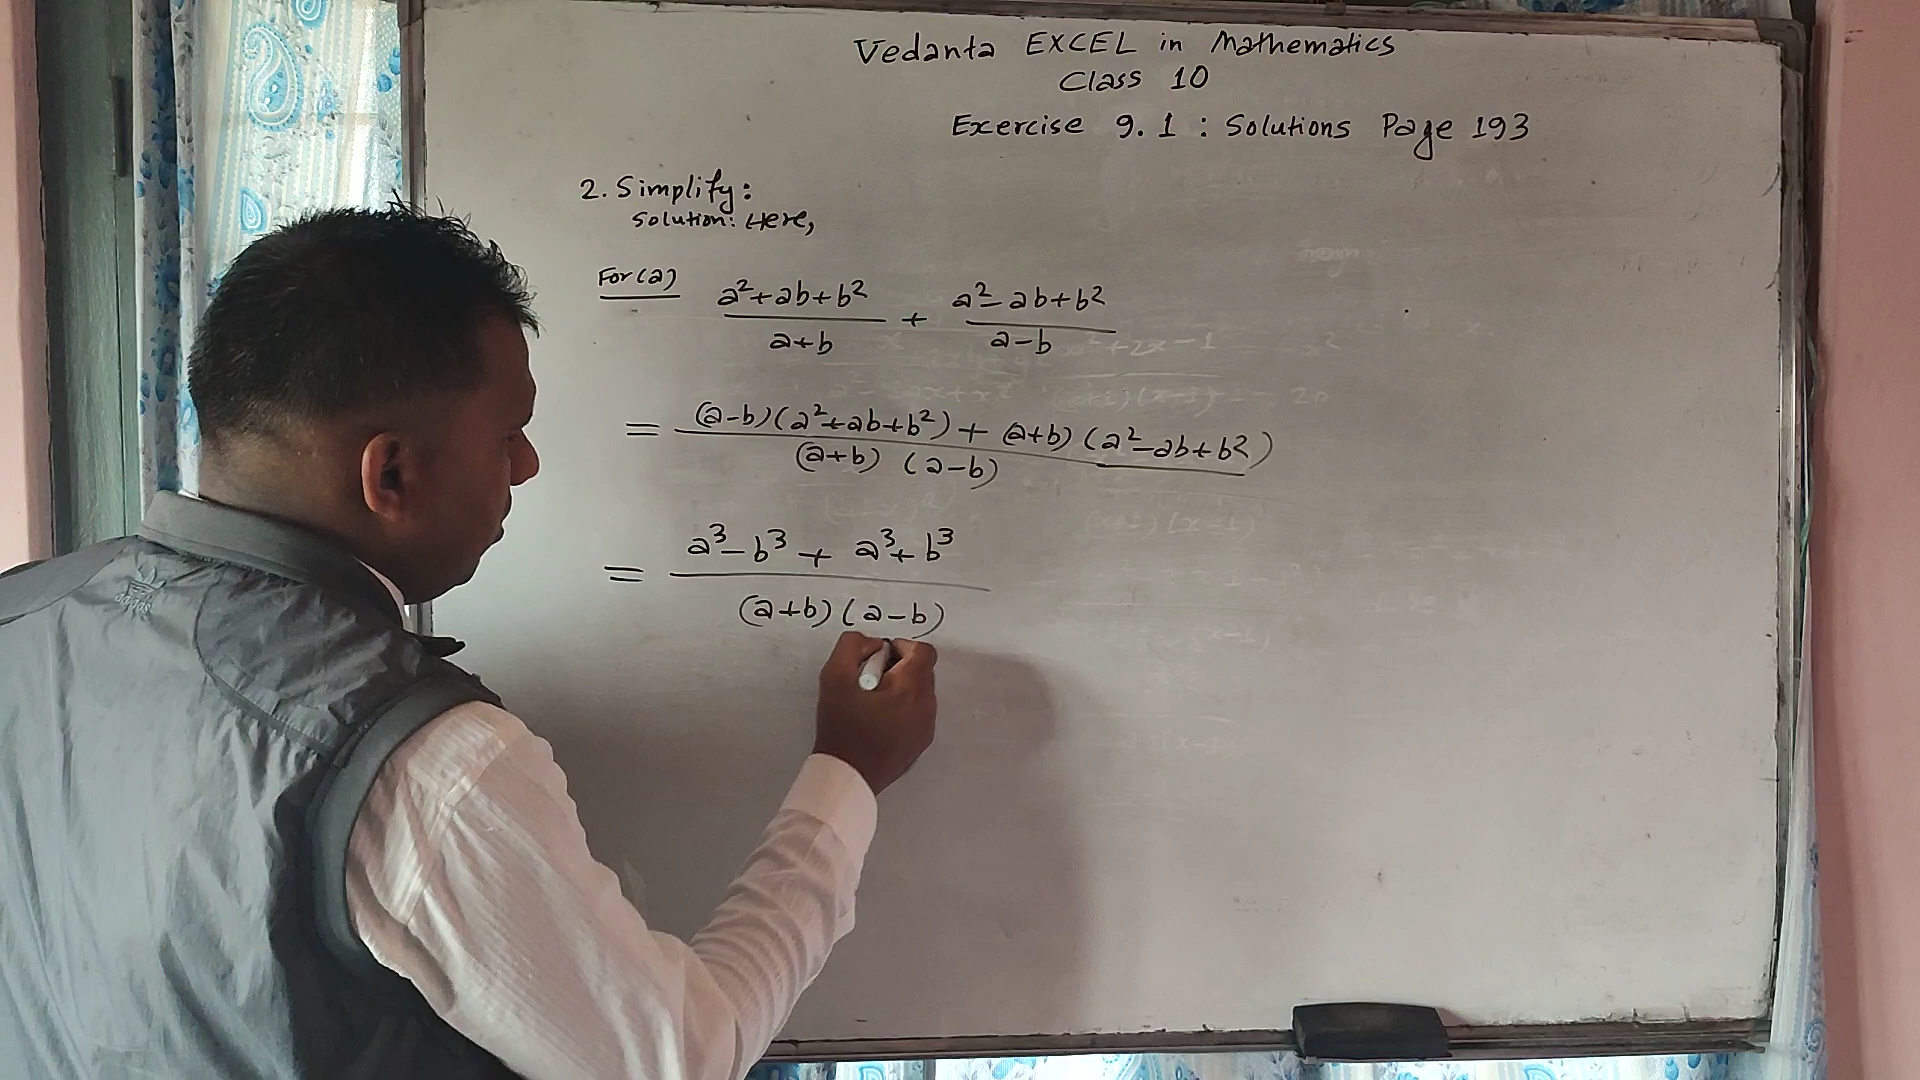 Vedanta EXCEL in Mathematics
Class 10
Exercise 9.1 : Solutions Page 193
2. Simplify:
Solution: Here,
For (a) a²+ab+b² / a+b + a²-ab+b² / a-b
= (a-b)(a²+ab+b²) + (a+b)(a²-ab+b²) / (a+b) (a-b)
= a³-b³ + a³+b³ / (a+b)(a-b)
adidas